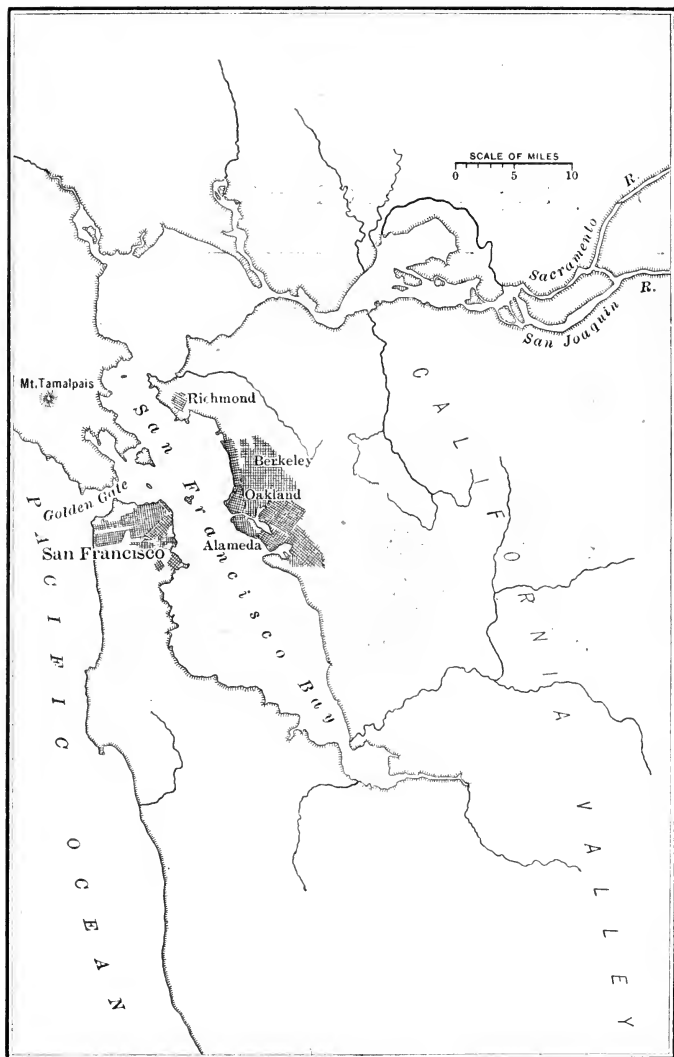 SCALE OF MILES
0 5 10
Sacramento R.
San Joaquin R.
Mt. Tamalpais
Richmond
Berkeley
Oakland
Golden Gate
San Francisco
Alameda
San Francisco Bay
CALIFORNIA VALLEY
PACIFIC OCEAN